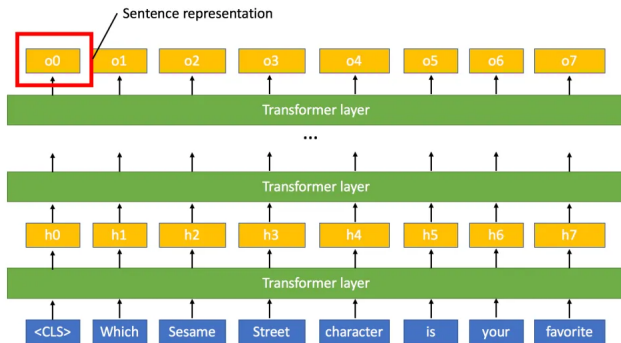 Sentence representation
o0 o1 o2 o3 o4 o5 o6 o7
Transformer layer
...
Transformer layer
h0 h1 h2 h3 h4 h5 h6 h7
Transformer layer
<CLS> Which Sesame Street character is your favorite